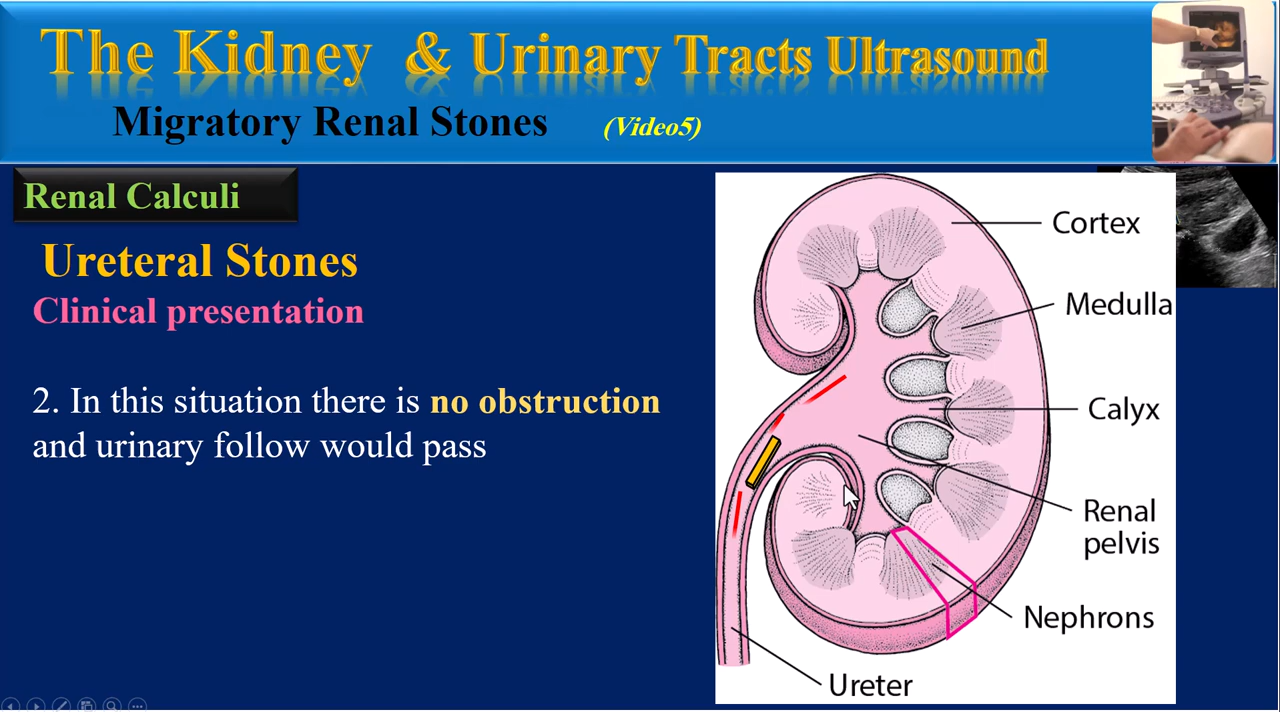 The Kidney & Urinary Tracts Ultrasound
Migratory Renal Stones (Video5)
Renal Calculi
Ureteral Stones
Clinical presentation
2. In this situation there is no obstruction
and urinary follow would pass
Cortex
Medulla
Calyx
Renal
pelvis
Nephrons
Ureter